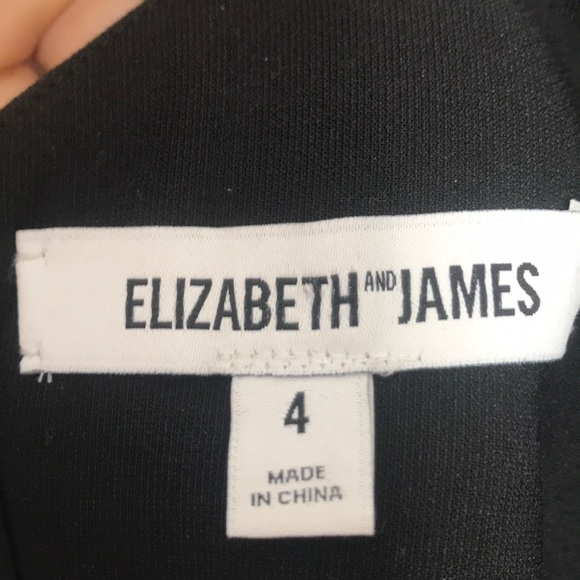 ELIZABETH AND JAMES
4
MADE
IN CHINA